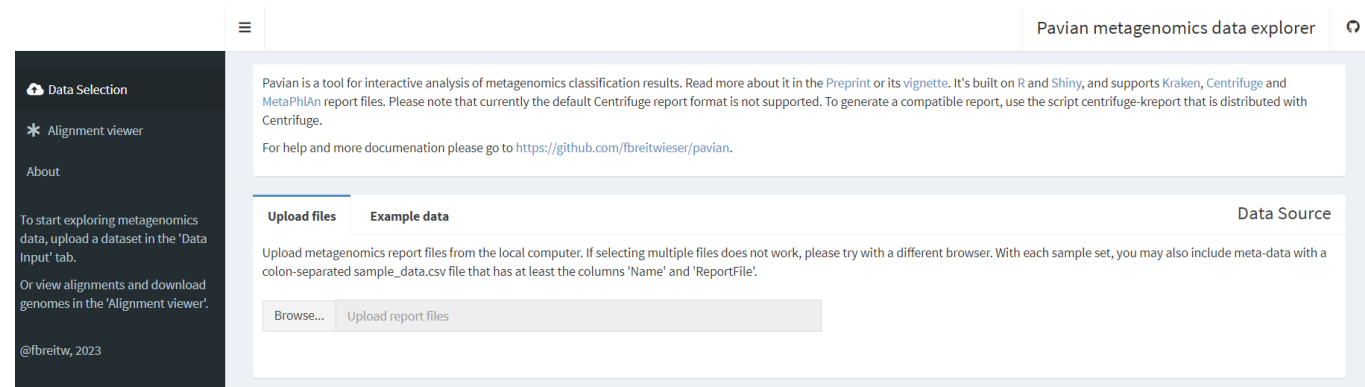 Pavian metagenomics data explorer
Data Selection
Alignment viewer
About
To start exploring metagenomics
data, upload a dataset in the 'Data
Input' tab.
Or view alignments and download
genomes in the 'Alignment viewer'.
@fbreitw, 2023
Pavian is a tool for interactive analysis of metagenomics classification results. Read more about it in the Preprint or its vignette. It's built on R and Shiny, and supports Kraken, Centrifuge and
MetaPhlAn report files. Please note that currently the default Centrifuge report format is not supported. To generate a compatible report, use the script centrifuge-kreport that is distributed with
Centrifuge.
For help and more documenation please go to https://github.com/fbreitwieser/pavian.
Upload files Example data Data Source
Upload metagenomics report files from the local computer. If selecting multiple files does not work, please try with a different browser. With each sample set, you may also include meta-data with a
colon-separated sample_data.csv file that has at least the columns 'Name' and 'ReportFile'.
Browse... Upload report files